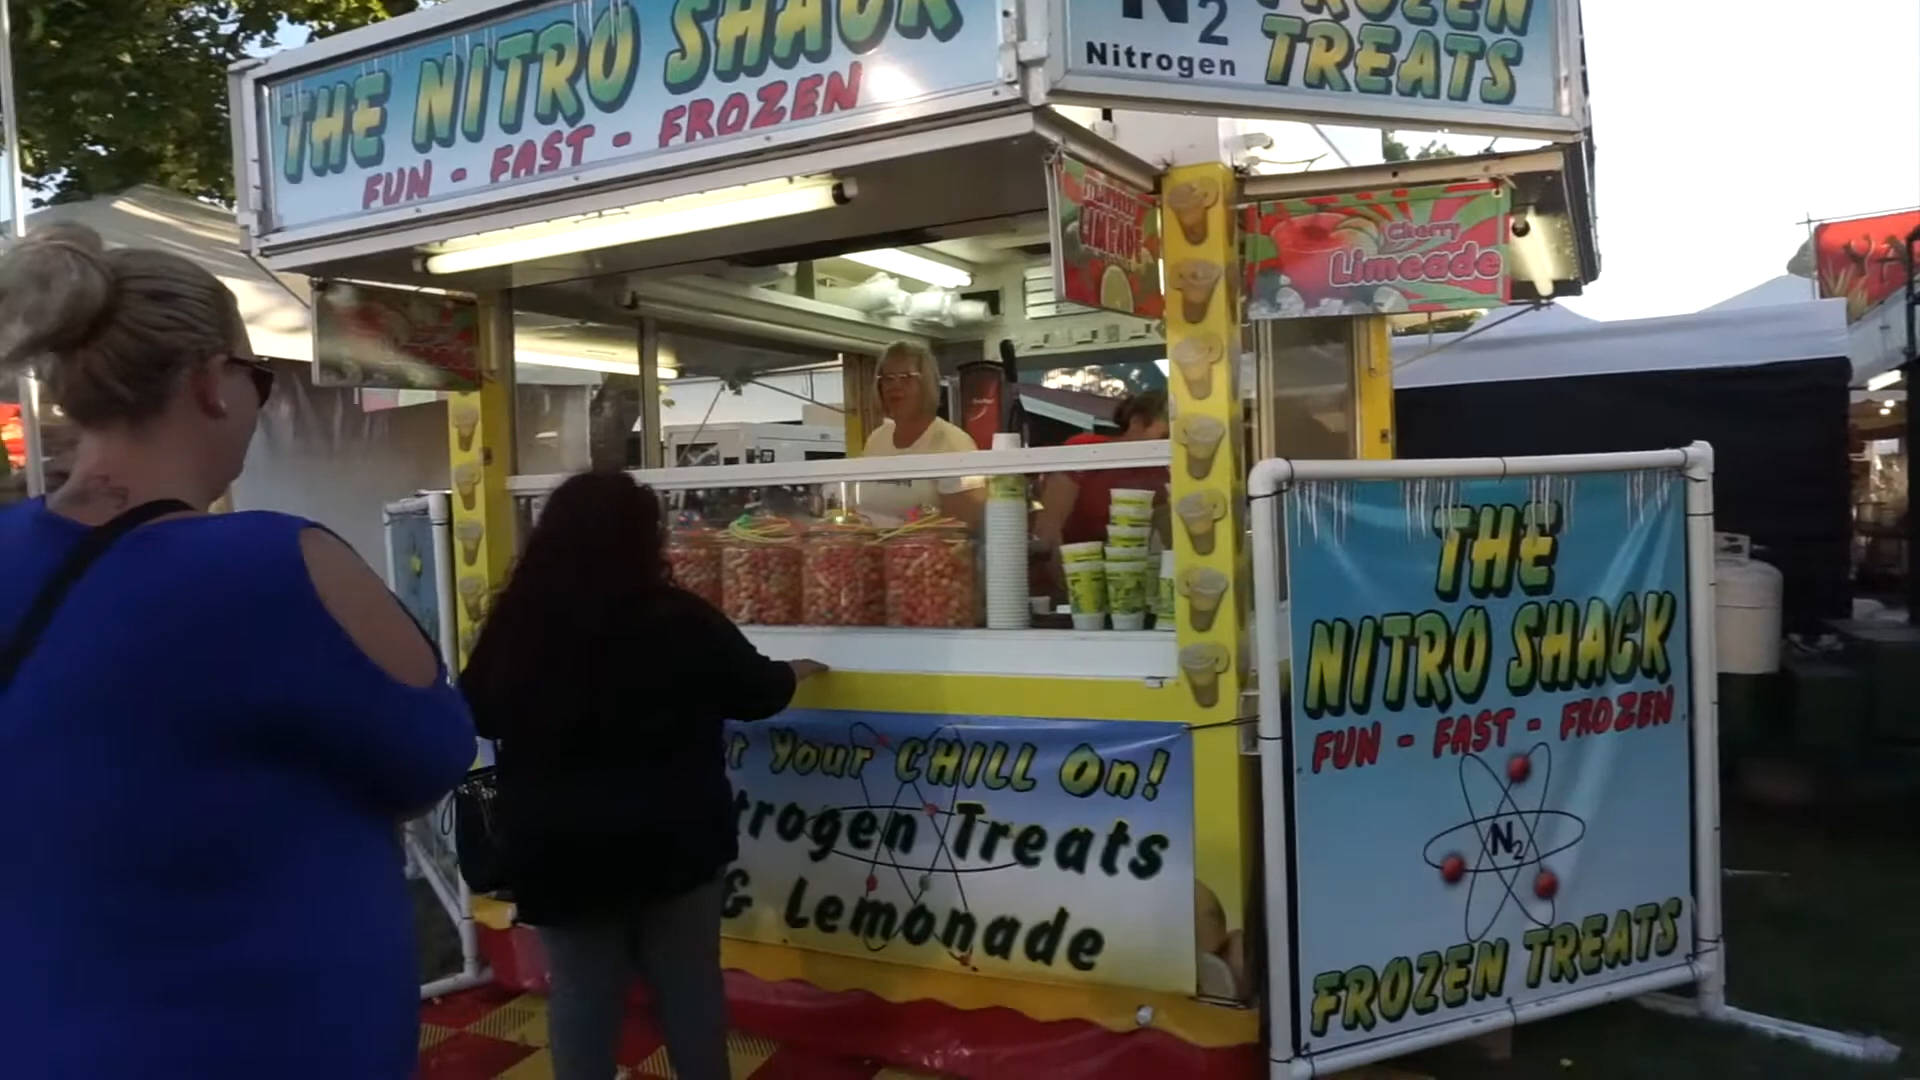 THE NITRO SHACK
FUN - FAST - FROZEN
N2
Nitrogen
FROZEN
TREATS
LIMEADE
Cherry
Limeade
THE
NITRO SHACK
FUN - FAST - FROZEN
N2
FROZEN TREATS
t Your CHILL On!
trogen Treats
& Lemonade